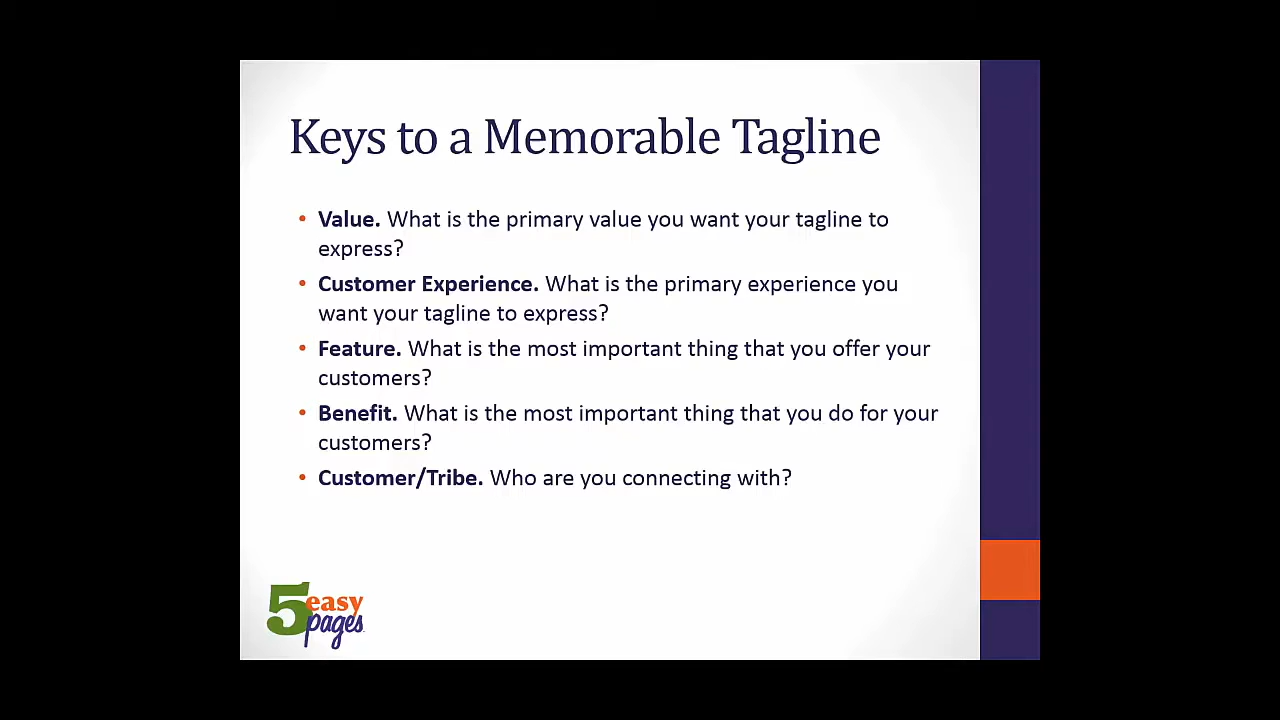 Keys to a Memorable Tagline
• Value. What is the primary value you want your tagline to
express?
• Customer Experience. What is the primary experience you
want your tagline to express?
• Feature. What is the most important thing that you offer your
customers?
• Benefit. What is the most important thing that you do for your
customers?
• Customer/Tribe. Who are you connecting with?
5 easy
pages